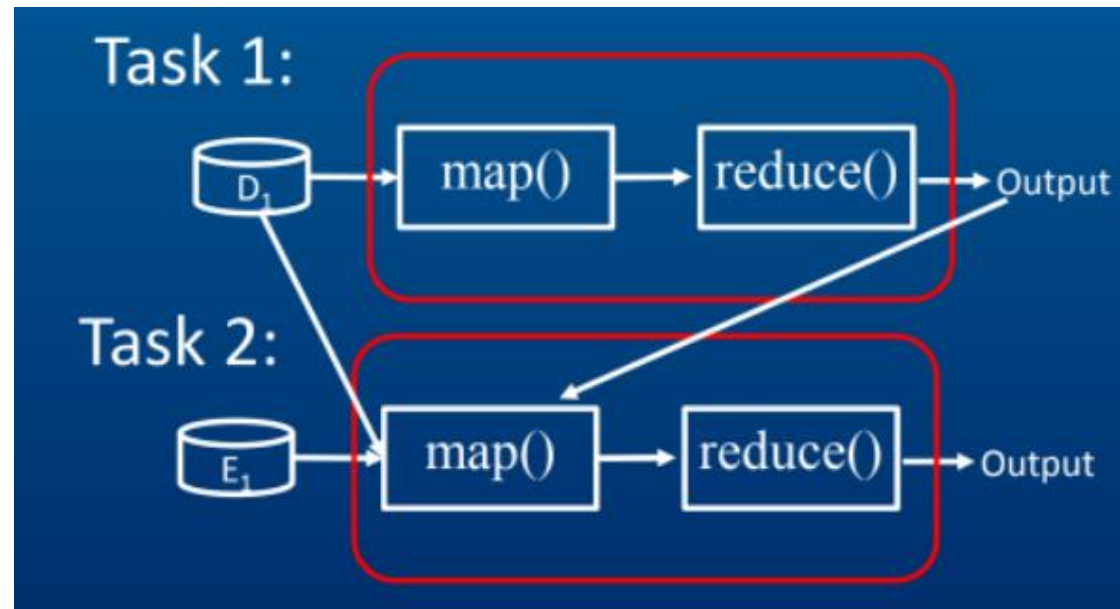 Task 1:
D1
map()
reduce()
Output
Task 2:
E1
map()
reduce()
Output